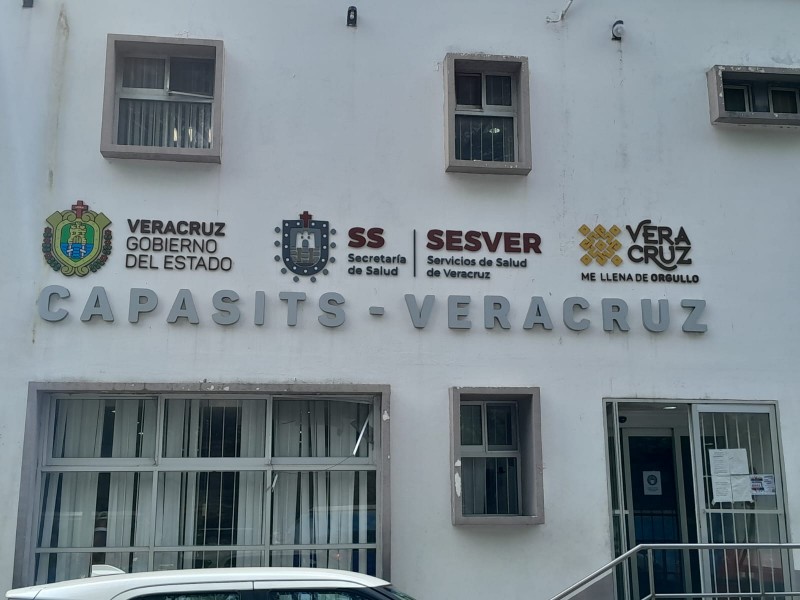 VERACRUZ
GOBIERNO
DEL ESTADO
SS
Secretaría
de Salud
SESVER
Servicios de Salud
de Veracruz
VERA
CRUZ
ME LLENA DE ORGULLO
CAPASITS - VERACRUZ